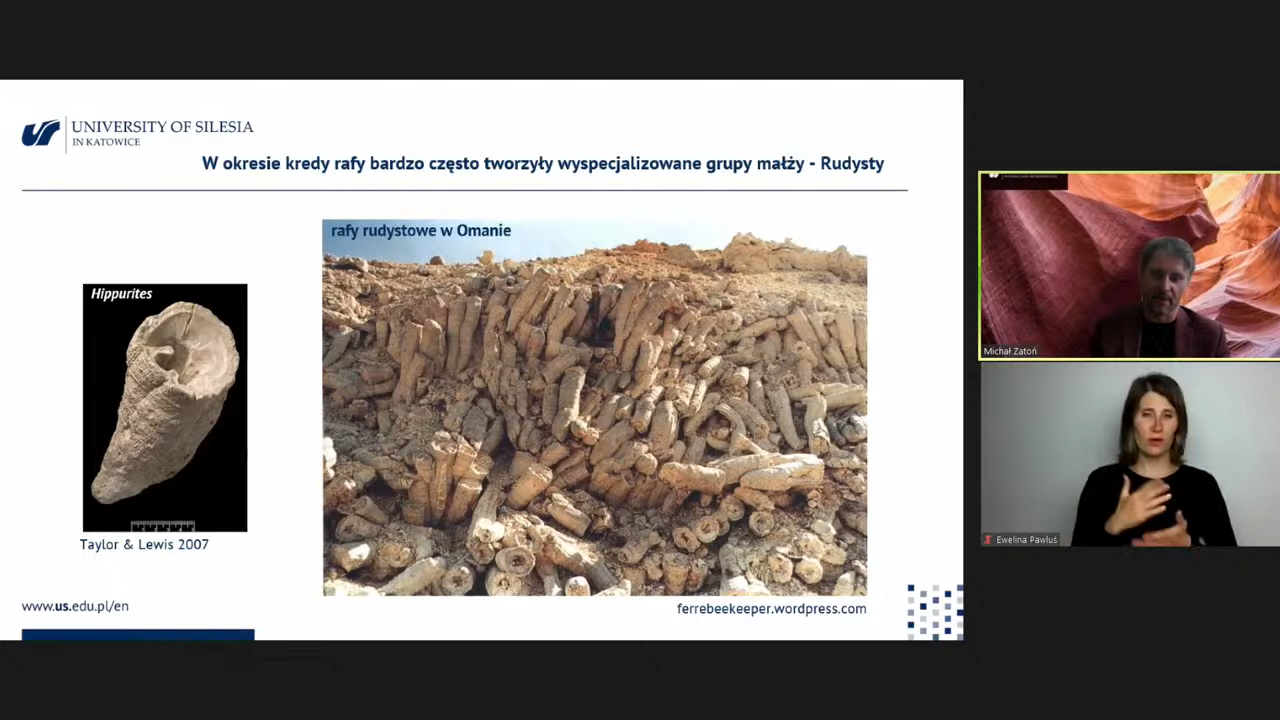 UNIVERSITY OF SILESIA
IN KATOWICE
W okresie kredy rafy bardzo często tworzyły wyspecjalizowane grupy małży - Rudysty
rafy rudystowe w Omanie
Hippurites
Taylor & Lewis 2007
www.us.edu.pl/en
ferrebeekeeper.wordpress.com
Michał Zatoń
Ewelina Pawluś